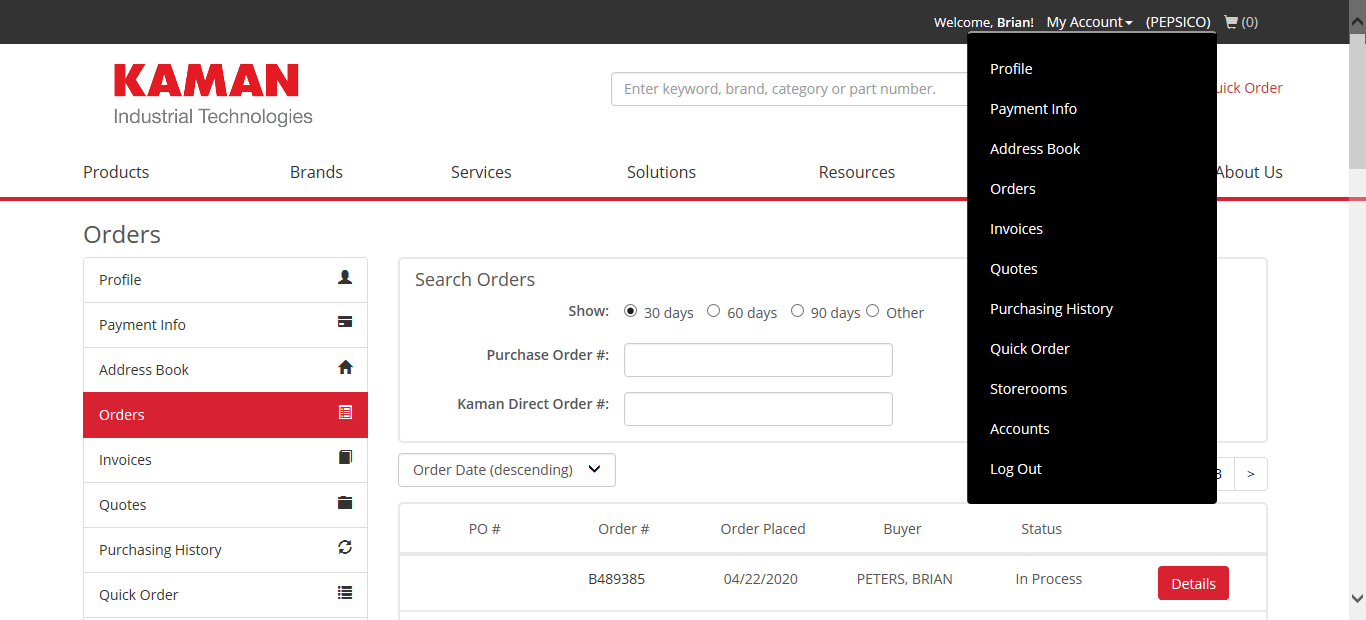 Welcome, Brian! My Account (PEPSICO) (0)
KAMAN
Industrial Technologies
Enter keyword, brand, category or part number.
uick Order
Products Brands Services Solutions Resources About Us
Profile
Payment Info
Address Book
Orders
Invoices
Quotes
Purchasing History
Quick Order
Storerooms
Accounts
Log Out
Orders
Profile
Payment Info
Address Book
Orders
Invoices
Quotes
Purchasing History
Quick Order
Search Orders
Show: 30 days 60 days 90 days Other
Purchase Order #:
Kaman Direct Order #:
Order Date (descending)
3 >
PO # Order # Order Placed Buyer Status
B489385 04/22/2020 PETERS, BRIAN In Process Details